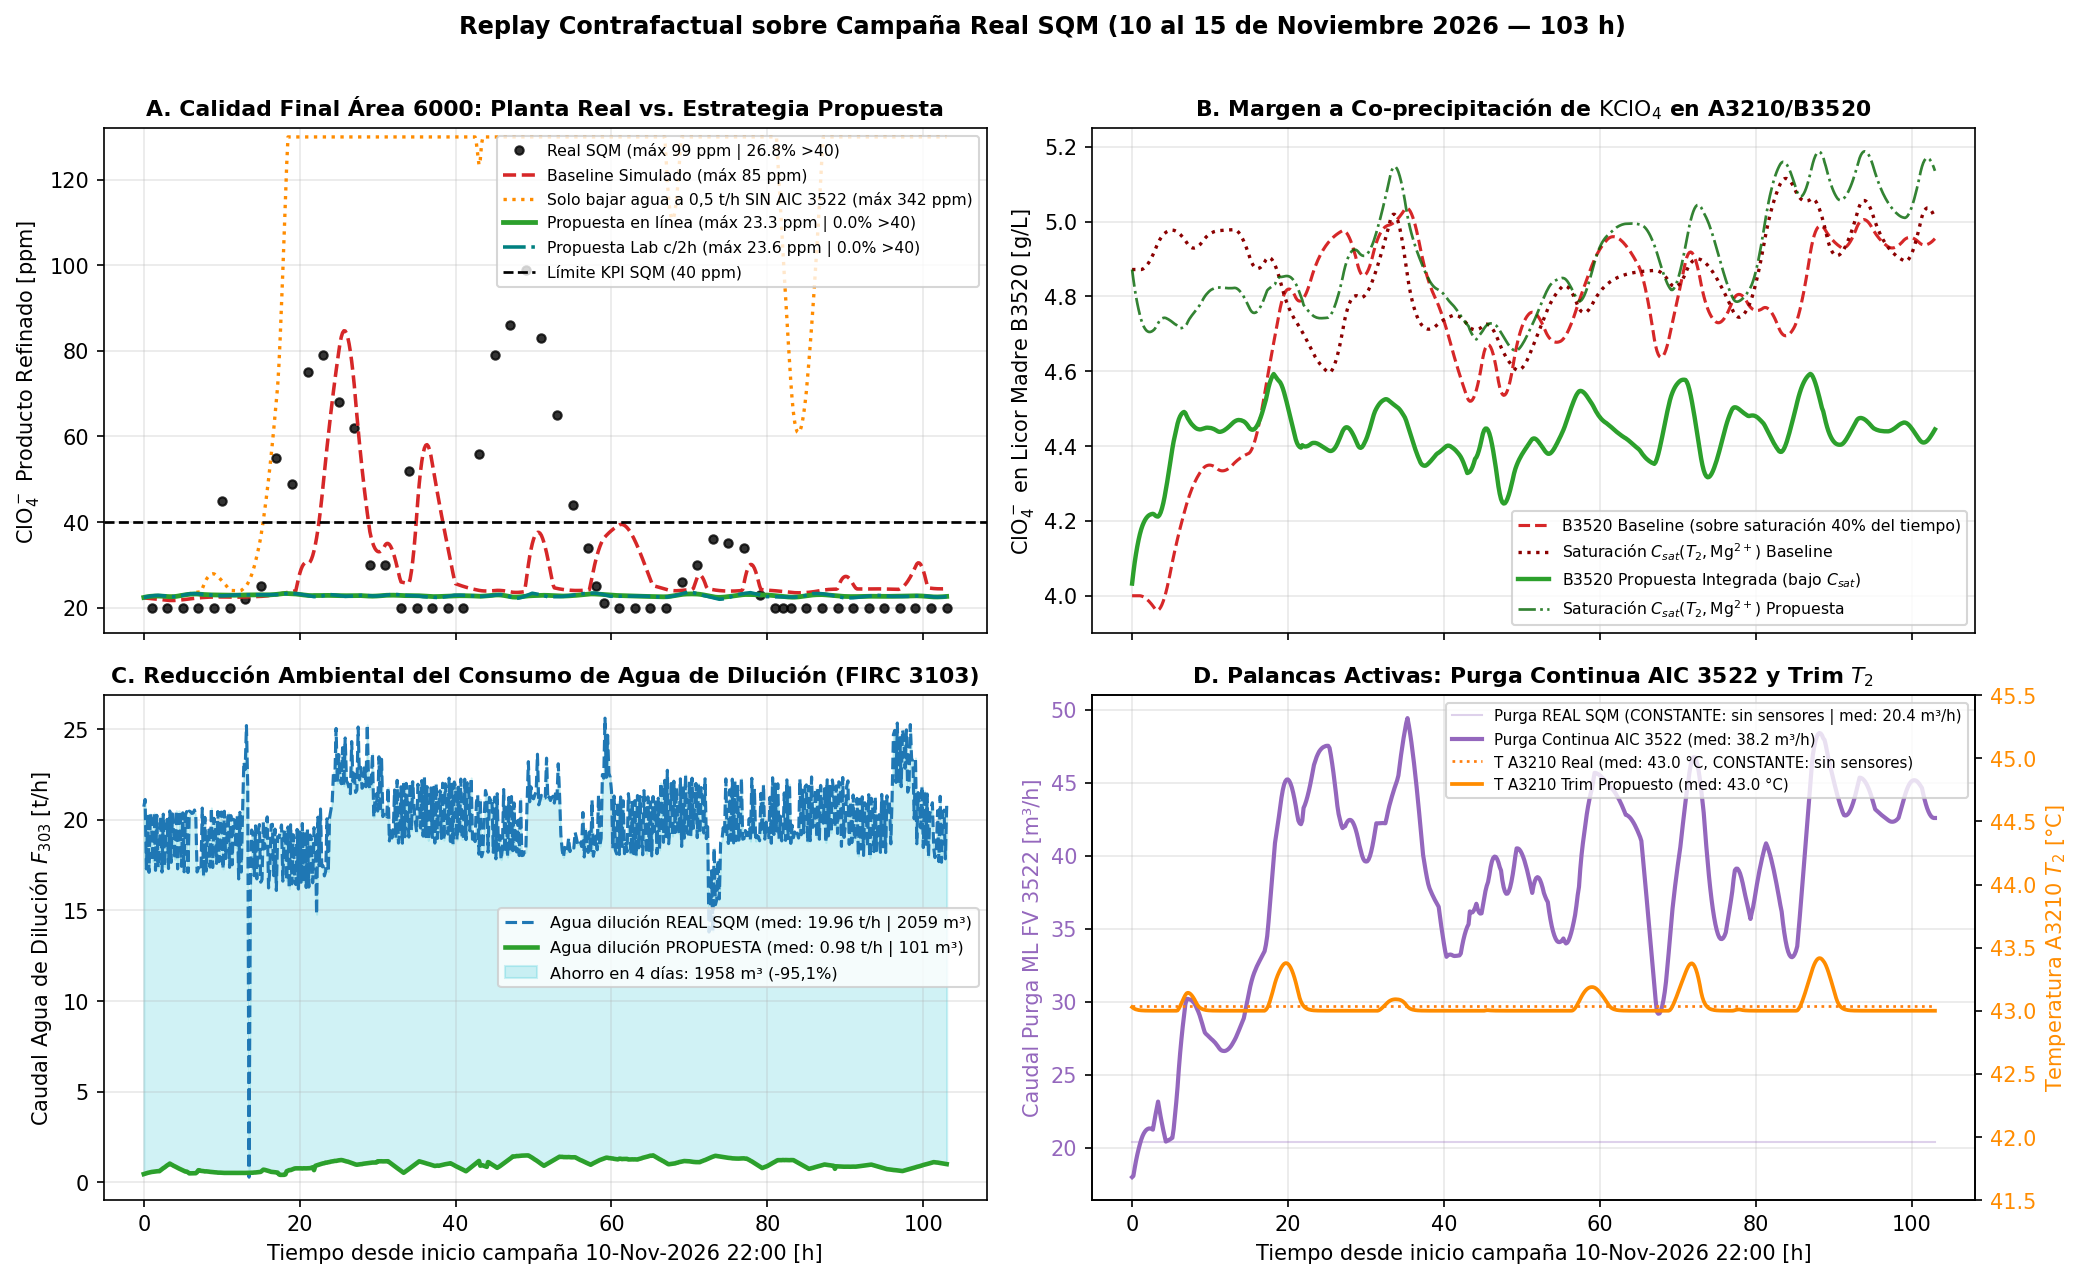 Replay Contrafactual sobre Campaña Real SQM (10 al 15 de Noviembre 2026 — 103 h)
A. Calidad Final Área 6000: Planta Real vs. Estrategia Propuesta
ClO₄⁻ Producto Refinado [ppm]
120
100
80
60
40
20
Real SQM (máx 99 ppm | 26.8% >40)
Baseline Simulado (máx 85 ppm)
Solo bajar agua a 0,5 t/h SIN AIC 3522 (máx 342 ppm)
Propuesta en línea (máx 23.3 ppm | 0.0% >40)
Propuesta Lab c/2h (máx 23.6 ppm | 0.0% >40)
Límite KPI SQM (40 ppm)
B. Margen a Co-precipitación de KClO₄ en A3210/B3520
ClO₄⁻ en Licor Madre B3520 [g/L]
5.2
5.0
4.8
4.6
4.4
4.2
4.0
B3520 Baseline (sobre saturación 40% del tiempo)
Saturación C_sat(T₂, Mg²⁺) Baseline
B3520 Propuesta Integrada (bajo C_sat)
Saturación C_sat(T₂, Mg²⁺) Propuesta
C. Reducción Ambiental del Consumo de Agua de Dilución (FIRC 3103)
Caudal Agua de Dilución F₃₀₃ [t/h]
25
20
15
10
5
0
Agua dilución REAL SQM (med: 19.96 t/h | 2059 m³)
Agua dilución PROPUESTA (med: 0.98 t/h | 101 m³)
Ahorro en 4 días: 1958 m³ (-95,1%)
0 20 40 60 80 100
Tiempo desde inicio campaña 10-Nov-2026 22:00 [h]
D. Palancas Activas: Purga Continua AIC 3522 y Trim T₂
Caudal Purga ML FV 3522 [m³/h]
50
45
40
35
30
25
20
Purga REAL SQM (CONSTANTE: sin sensores | med: 20.4 m³/h)
Purga Continua AIC 3522 (med: 38.2 m³/h)
T A3210 Real (med: 43.0 °C, CONSTANTE: sin sensores)
T A3210 Trim Propuesto (med: 43.0 °C)
45.5
45.0
44.5
44.0
43.5
43.0
42.5
42.0
41.5
Temperatura A3210 T₂ [°C]
0 20 40 60 80 100
Tiempo desde inicio campaña 10-Nov-2026 22:00 [h]